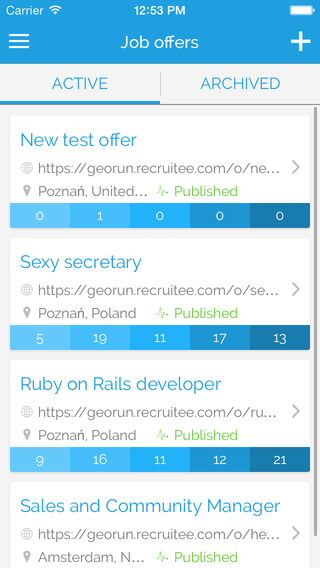 Carrier 12:53 PM
Job offers
ACTIVE ARCHIVED
New test offer
https://georun.recruitee.com/o/ne...
Poznań, United... Published
0 1 0 0 0
Sexy secretary
https://georun.recruitee.com/o/se...
Poznań, Poland Published
5 19 11 17 13
Ruby on Rails developer
https://georun.recruitee.com/o/ru...
Poznań, Poland Published
9 16 11 12 21
Sales and Community Manager
https://georun.recruitee.com/o/he...
Amsterdam, N... Published